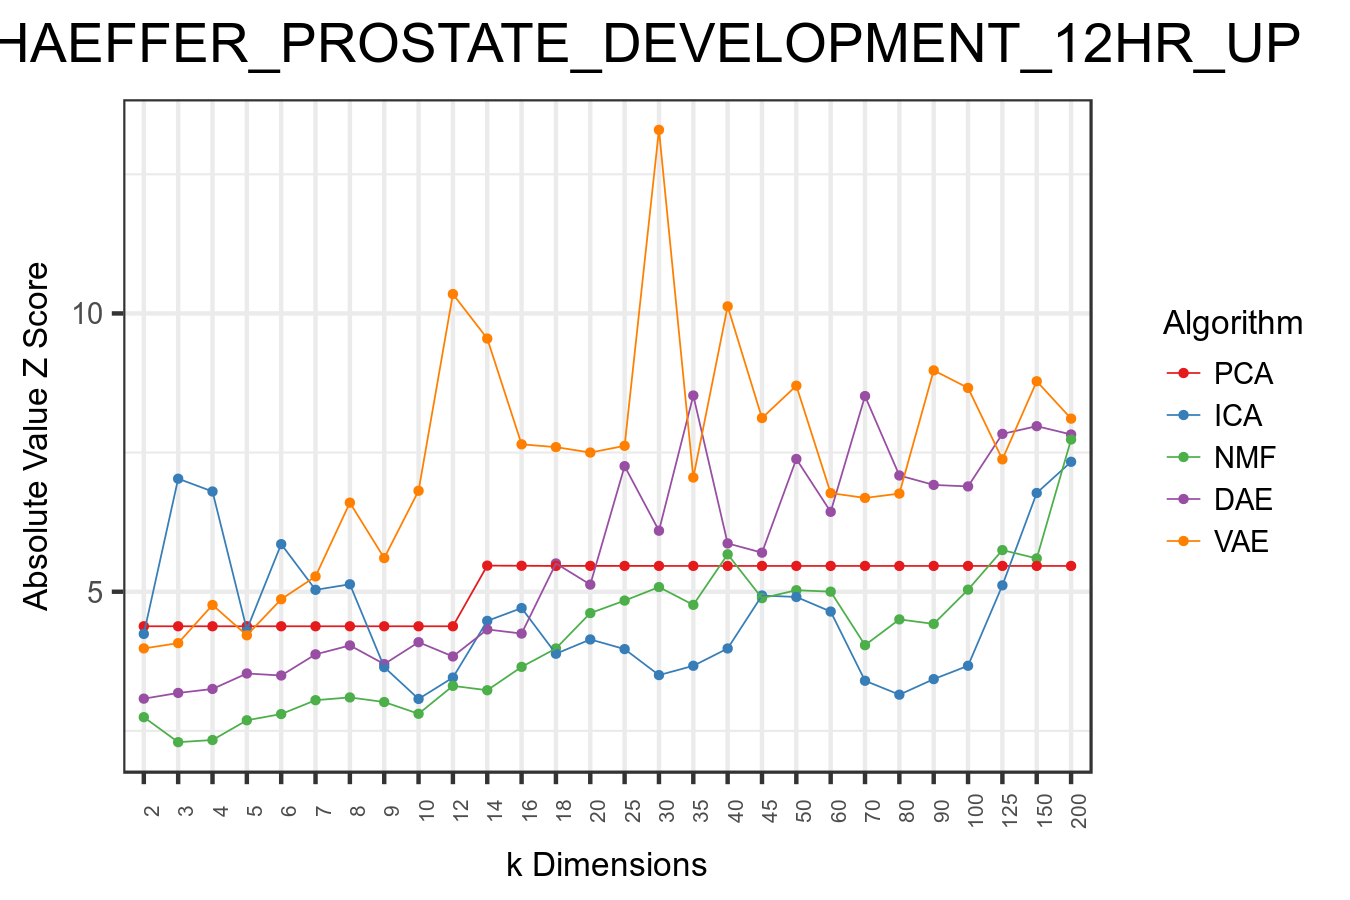 HAEFFER_PROSTATE_DEVELOPMENT_12HR_UP
Absolute Value Z Score
10
5
2 3 4 5 6 7 8 9 10 12 14 16 18 20 25 30 35 40 45 50 60 70 80 90 100 125 150 200
k Dimensions
Algorithm
PCA
ICA
NMF
DAE
VAE